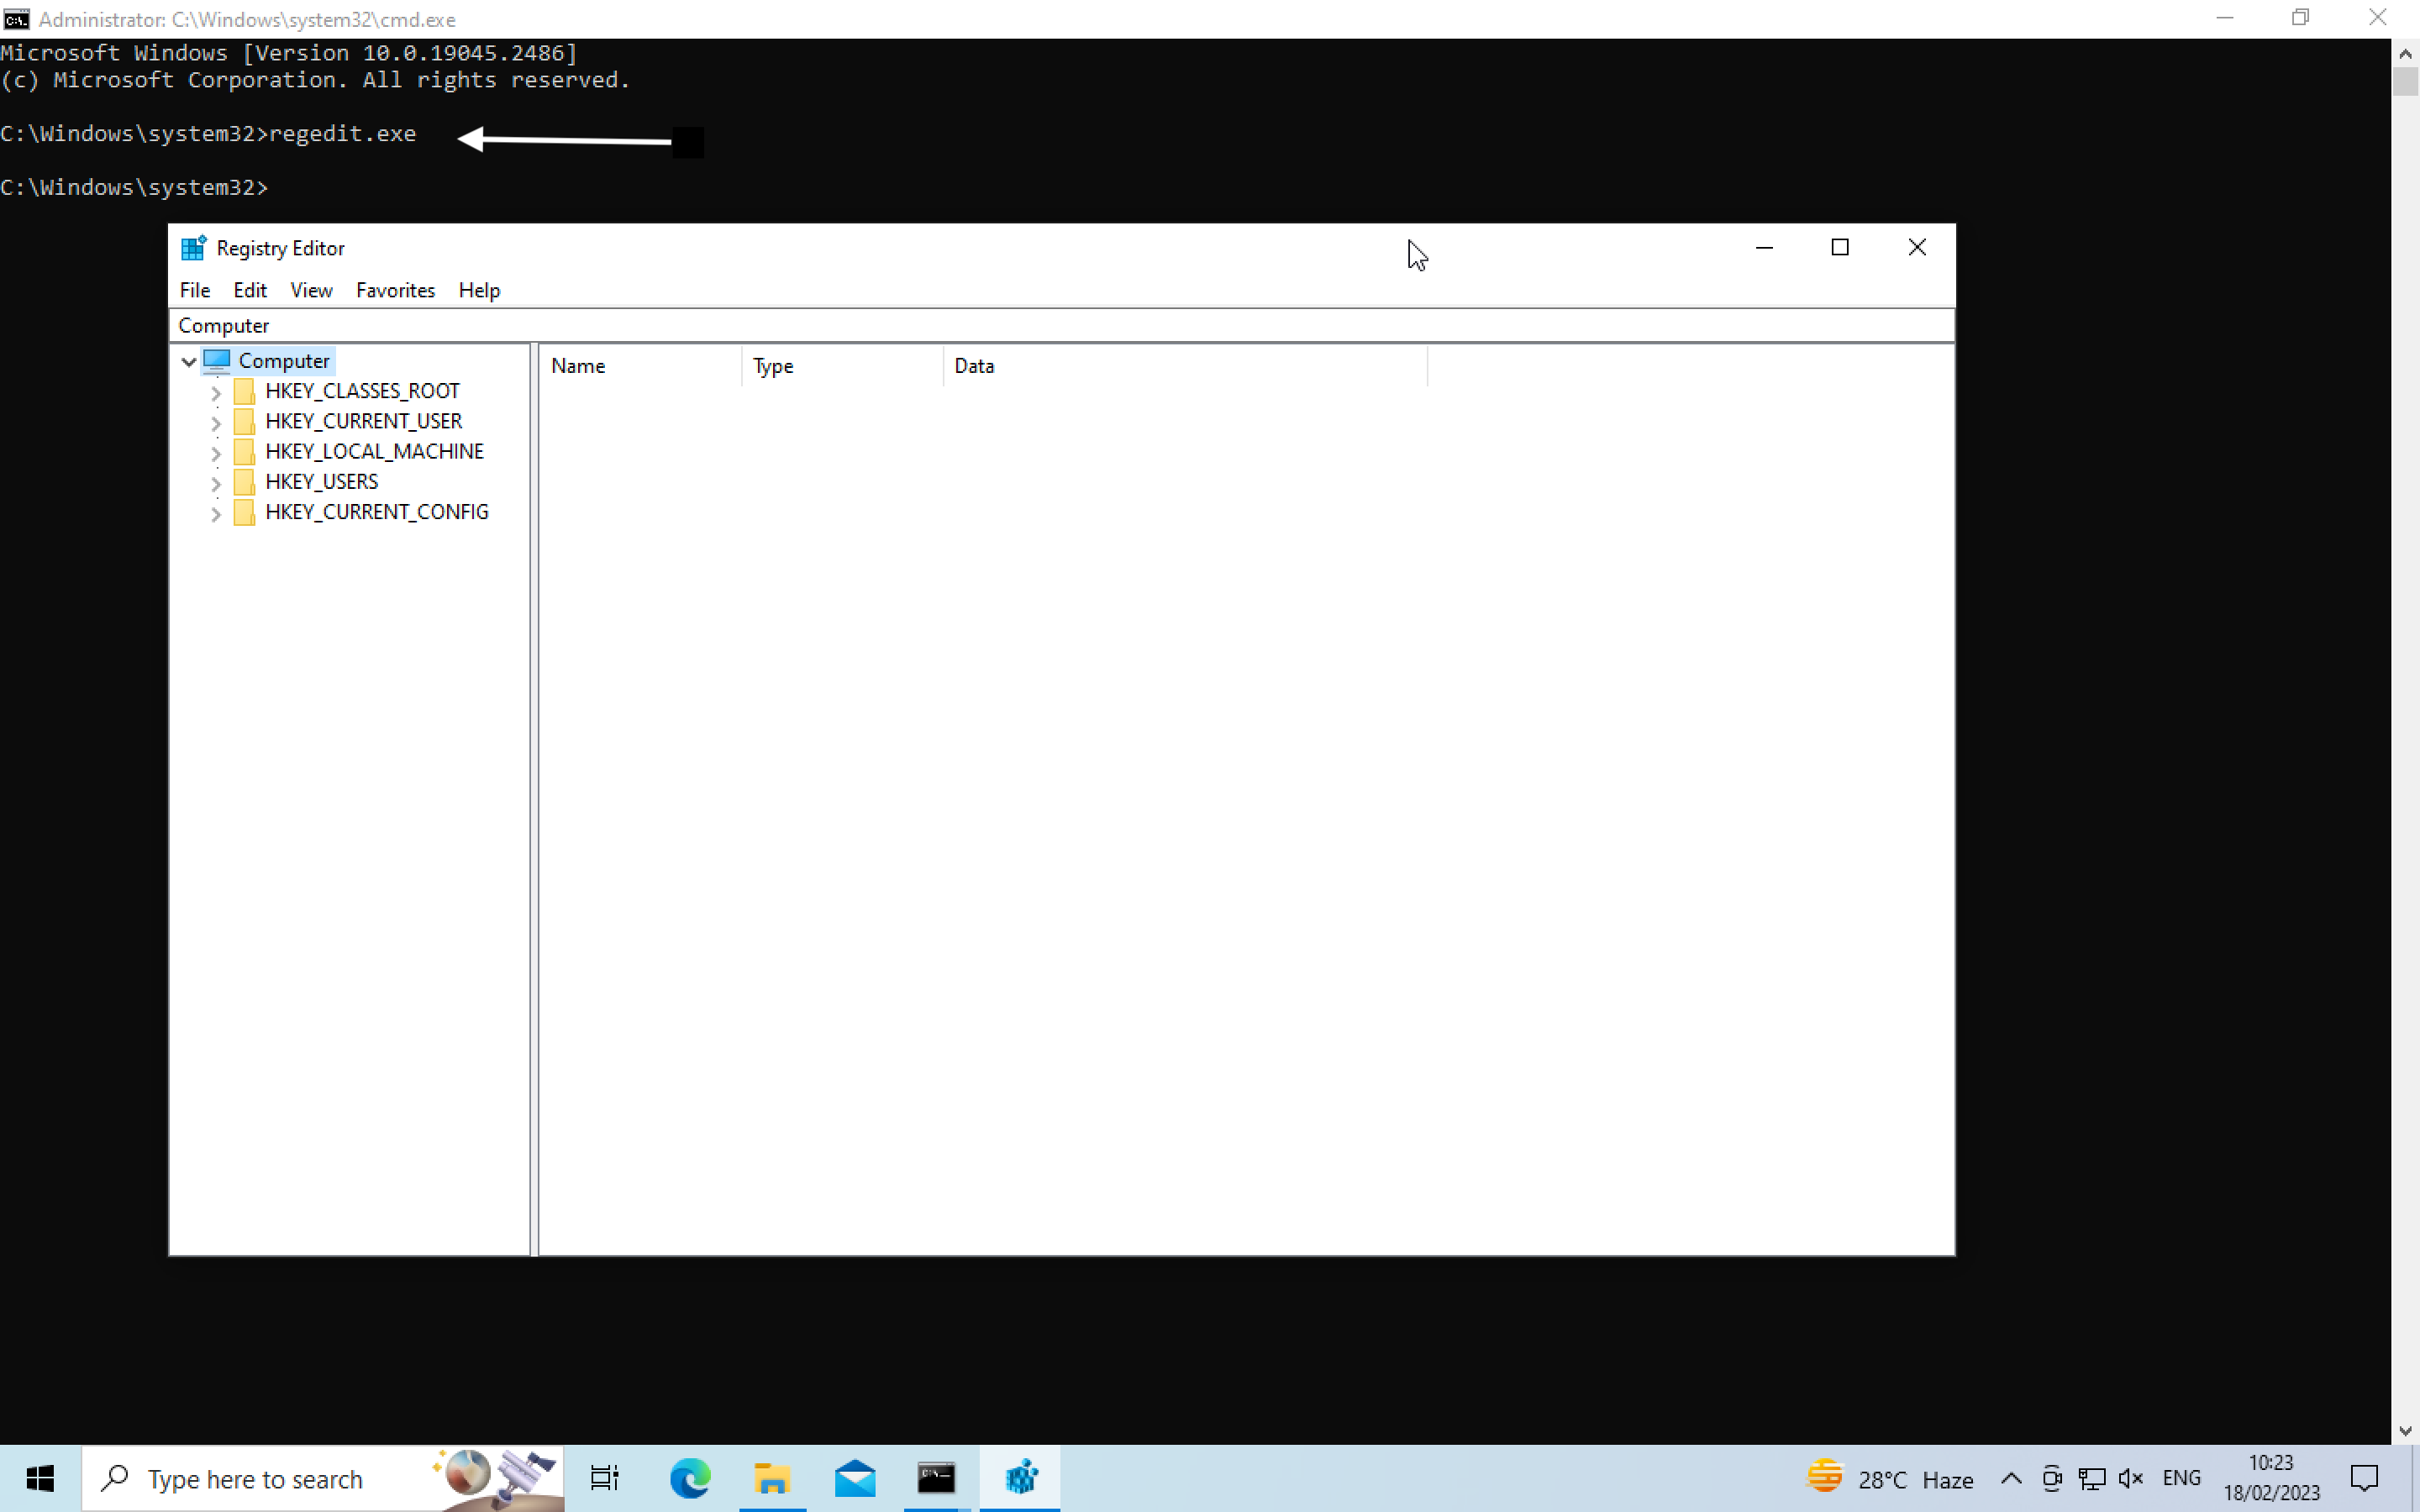 Administrator: C:\Windows\system32\cmd.exe
Microsoft Windows [Version 10.0.19045.2486]
(c) Microsoft Corporation. All rights reserved.
C:\Windows\system32>regedit.exe
C:\Windows\system32>
Registry Editor
File Edit View Favorites Help
Computer
Computer
Name Type Data
HKEY_CLASSES_ROOT
HKEY_CURRENT_USER
HKEY_LOCAL_MACHINE
HKEY_USERS
HKEY_CURRENT_CONFIG
Type here to search
28°C Haze
ENG
10:23
18/02/2023